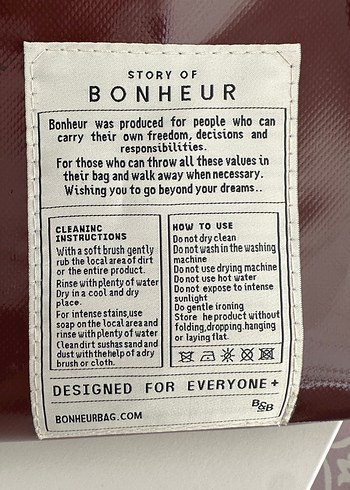 STORY OF
BONHEUR
Bonheur was produced for people who can
carry their own freedom, decisions and
responsibilities.
For those who can throw all these values in
their bag and walk away when necessary.
Wishing you to go beyond your dreams..
CLEANING
INSTRUCTIONS
With a soft brush gently
rub the local area of dirt
or the entire product.
Rinse with plenty of water
Dry in a cool and dry
place.
For intense stains,use
soap on the local area and
rinse with plenty of water
Clean dirt such as sand and
dust with the help of a dry
brush or cloth.
HOW TO USE
Do not dry clean
Do not wash in the washing
machine
Do not use drying machine
Do not use hot water
Do not expose to intense
sunlight
Do gentle ironing
Store he product without
folding,dropping,hanging
or laying flat.
DESIGNED FOR EVERYONE+
BONHEURBAG.COM
B&B